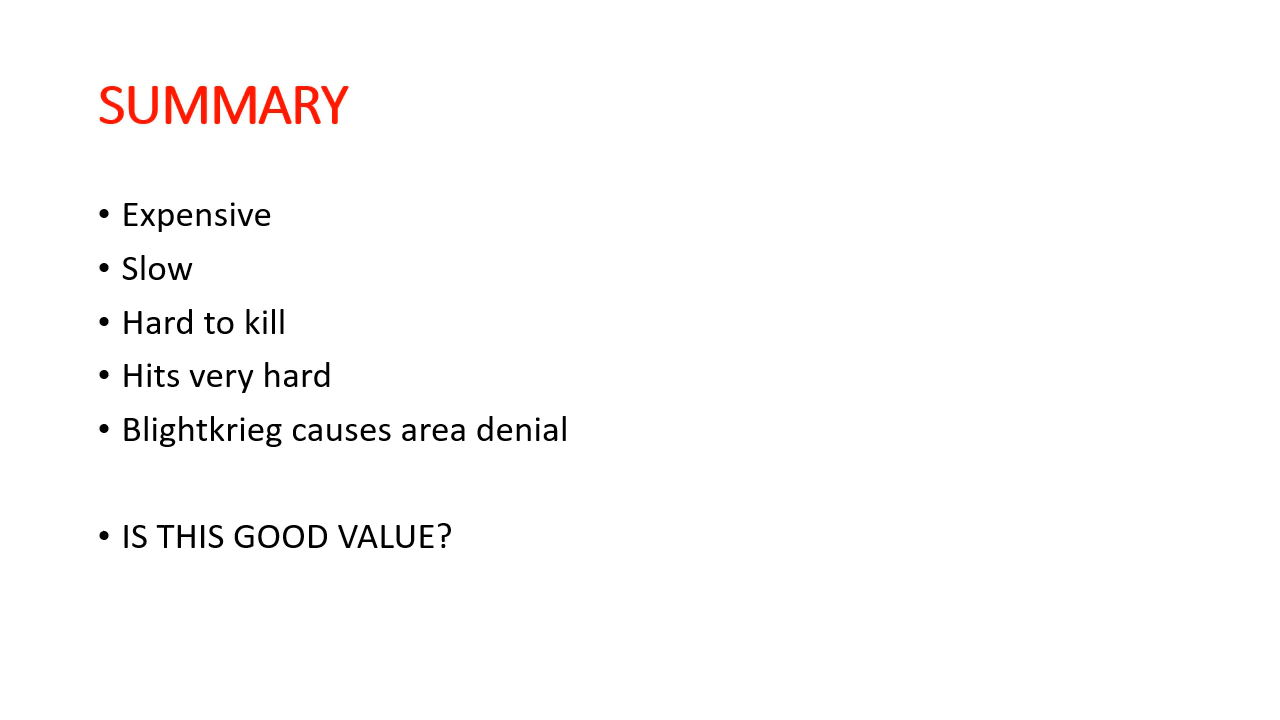 SUMMARY
• Expensive
• Slow
• Hard to kill
• Hits very hard
• Blightkrieg causes area denial
• IS THIS GOOD VALUE?